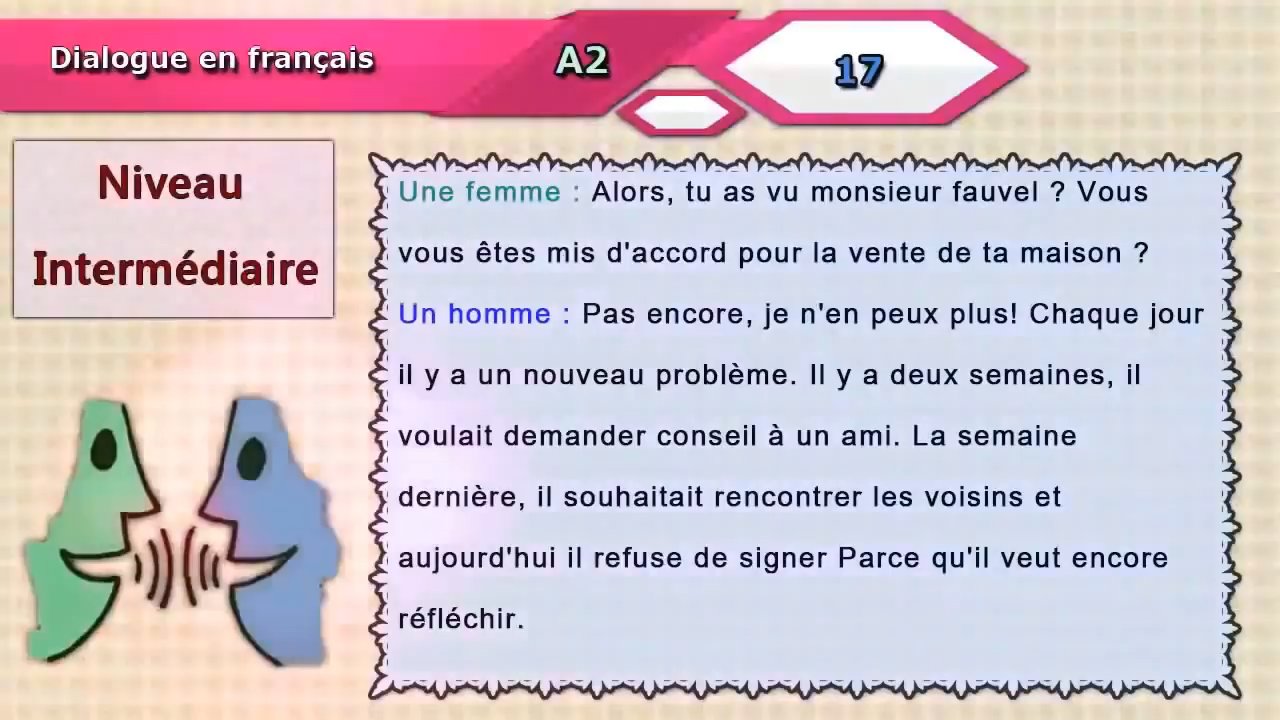 Dialogue en français
A2
17
Niveau
Intermédiaire
Une femme : Alors, tu as vu monsieur fauvel ? Vous
vous êtes mis d'accord pour la vente de ta maison ?
Un homme : Pas encore, je n'en peux plus! Chaque jour
il y a un nouveau problème. Il y a deux semaines, il
voulait demander conseil à un ami. La semaine
dernière, il souhaitait rencontrer les voisins et
aujourd'hui il refuse de signer Parce qu'il veut encore
réfléchir.